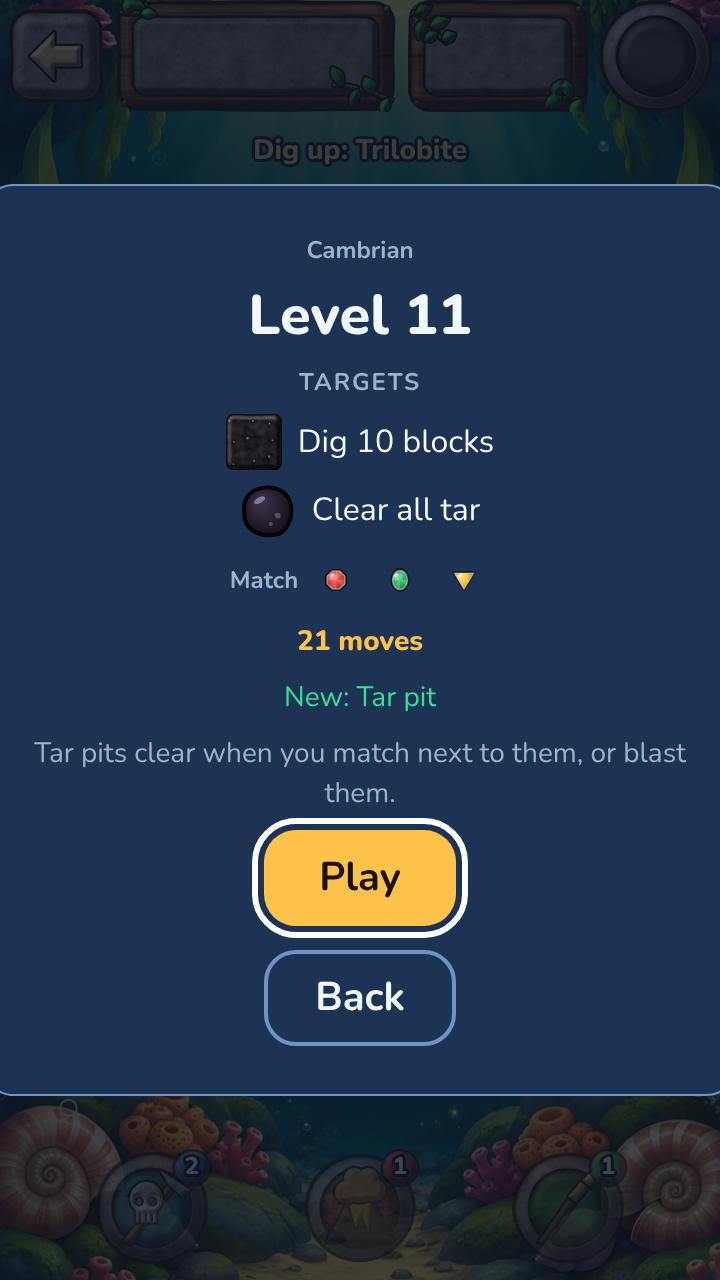 Dig up: Trilobite
Cambrian
Level 11
TARGETS
Dig 10 blocks
Clear all tar
Match
21 moves
New: Tar pit
Tar pits clear when you match next to them, or blast
them.
Play
Back
2
1
1